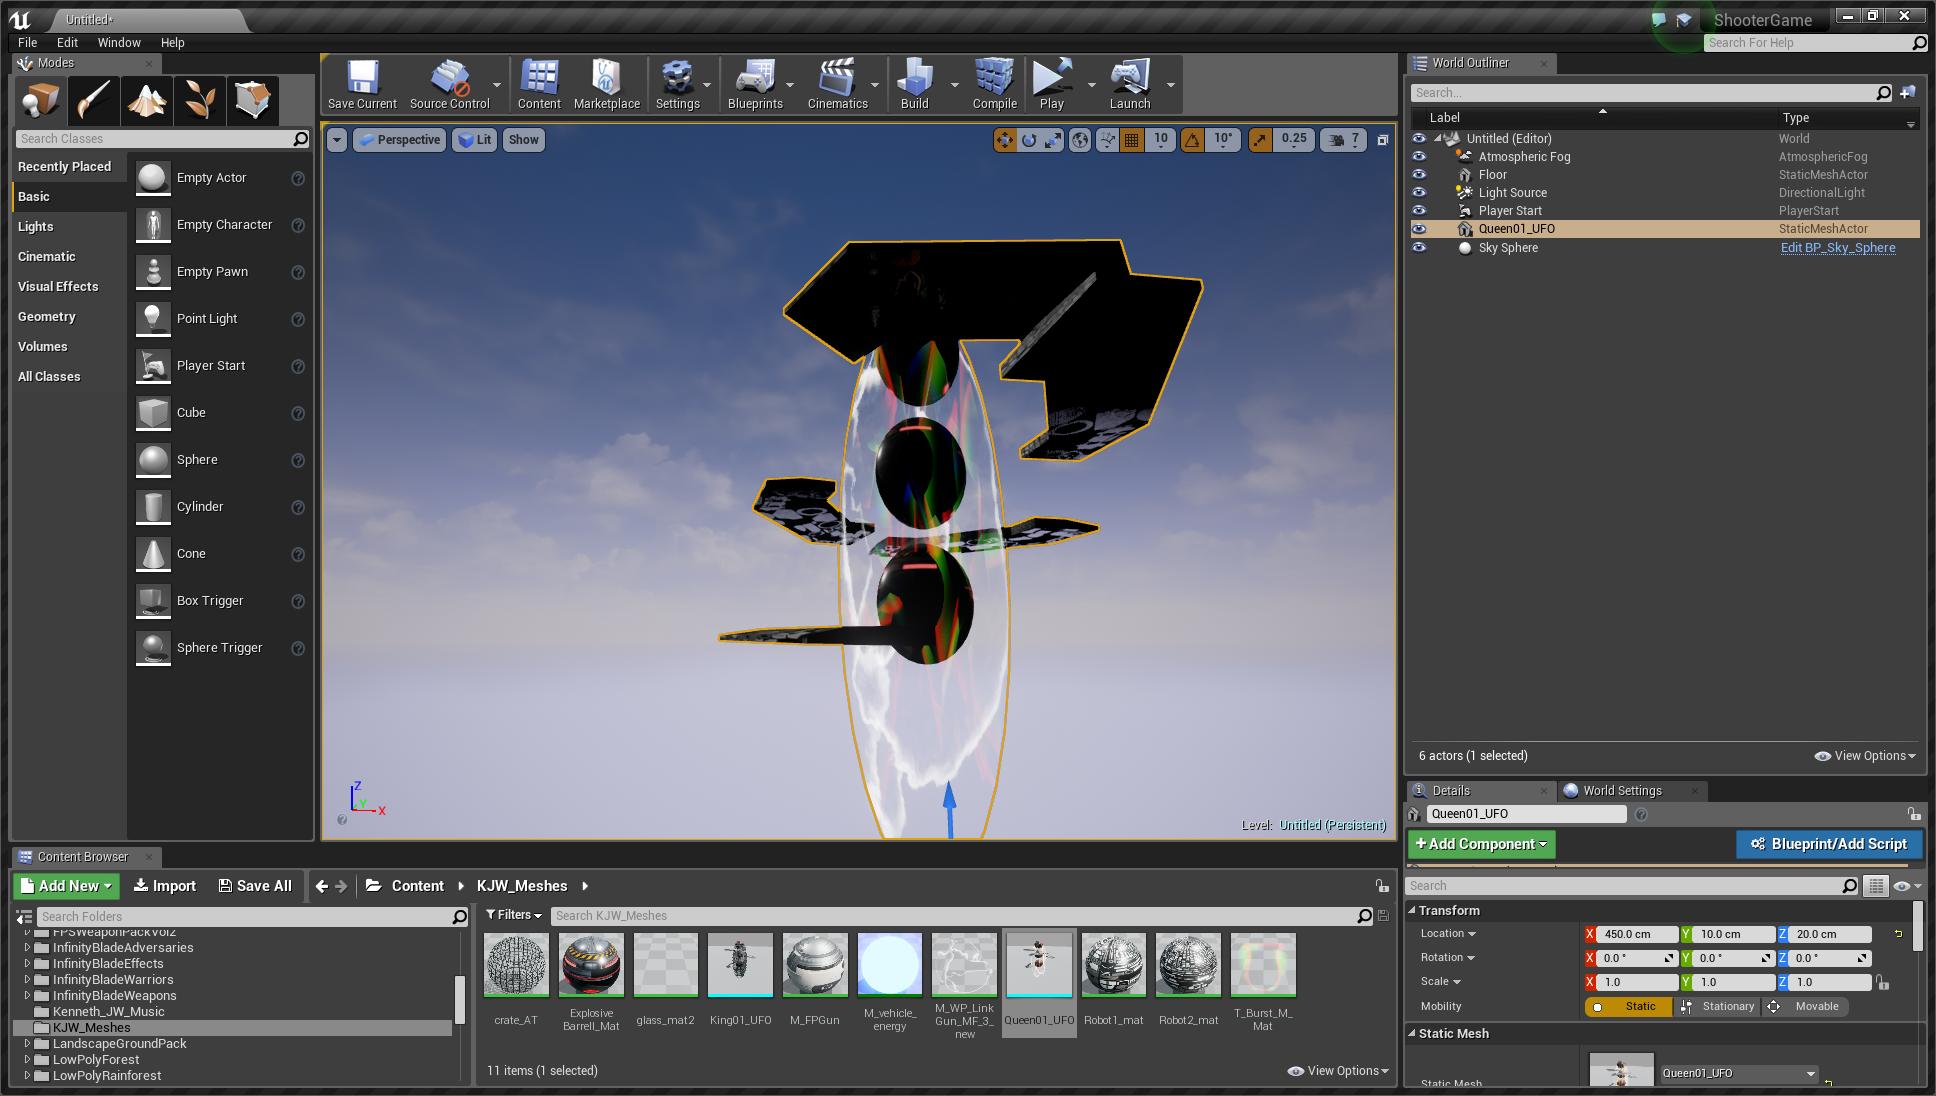 Untitled*
ShooterGame
File Edit Window Help
Search For Help
Modes
Save Current Source Control Content Marketplace Settings Blueprints Cinematics Build Compile Play Launch
Search Classes
Recently Placed
Basic
Lights
Cinematic
Visual Effects
Geometry
Volumes
All Classes
Empty Actor
Empty Character
Empty Pawn
Point Light
Player Start
Cube
Sphere
Cylinder
Cone
Box Trigger
Sphere Trigger
Perspective Lit Show
10 10° 0.25 7
Z
Y
X
Level: Untitled (Persistent)
World Outliner
Search...
Label Type
Untitled (Editor) World
Atmospheric Fog AtmosphericFog
Floor StaticMeshActor
Light Source DirectionalLight
Player Start PlayerStart
Queen01_UFO StaticMeshActor
Sky Sphere Edit BP_Sky_Sphere
6 actors (1 selected) View Options
Details World Settings
Queen01_UFO
+Add Component Blueprint/Add Script
Search
Transform
Location X 450.0 cm Y 10.0 cm Z 20.0 cm
Rotation X 0.0 ° Y 0.0 ° Z 0.0 °
Scale X 1.0 Y 1.0 Z 1.0
Mobility Static Stationary Movable
Static Mesh
Static Mesh Queen01_UFO
Content Browser
Add New Import Save All Content KJW_Meshes
Search Folders
FPSWeaponPackVol2
InfinityBladeAdversaries
InfinityBladeEffects
InfinityBladeWarriors
InfinityBladeWeapons
Kenneth_JW_Music
KJW_Meshes
LandscapeGroundPack
LowPolyForest
LowPolyRainforest
Filters Search KJW_Meshes
crate_AT
Explosive
Barrell_Mat
glass_mat2
King01_UFO
M_FPGun
M_vehicle_
energy
M_WP_Link
Gun_MF_3_
new
Queen01_UFO
Robot1_mat
Robot2_mat
T_Burst_M_
Mat
11 items (1 selected) View Options